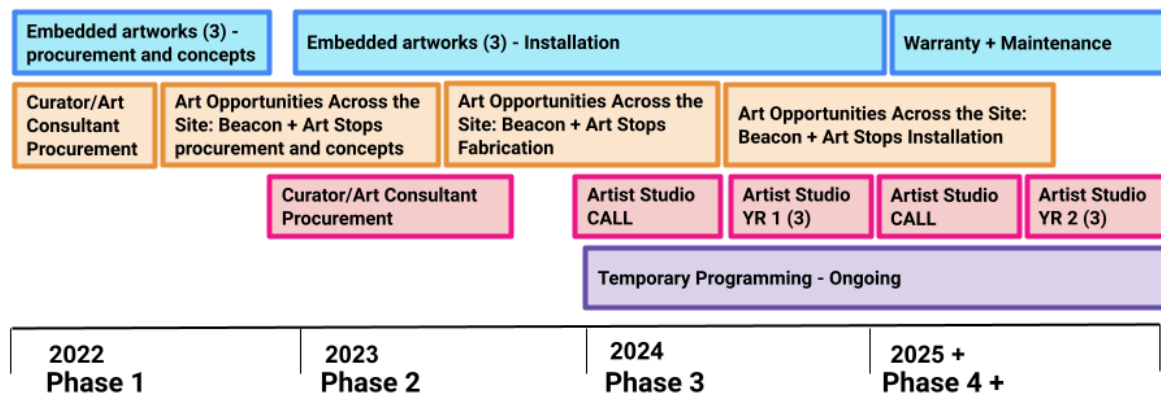 Embedded artworks (3) -
procurement and concepts
Embedded artworks (3) - Installation
Warranty + Maintenance
Curator/Art
Consultant
Procurement
Art Opportunities Across the
Site: Beacon + Art Stops
procurement and concepts
Art Opportunities Across the
Site: Beacon + Art Stops
Fabrication
Art Opportunities Across the Site:
Beacon + Art Stops Installation
Curator/Art Consultant
Procurement
Artist Studio
CALL
Artist Studio
YR 1 (3)
Artist Studio
CALL
Artist Studio
YR 2 (3)
Temporary Programming - Ongoing
2022
Phase 1
2023
Phase 2
2024
Phase 3
2025 +
Phase 4 +